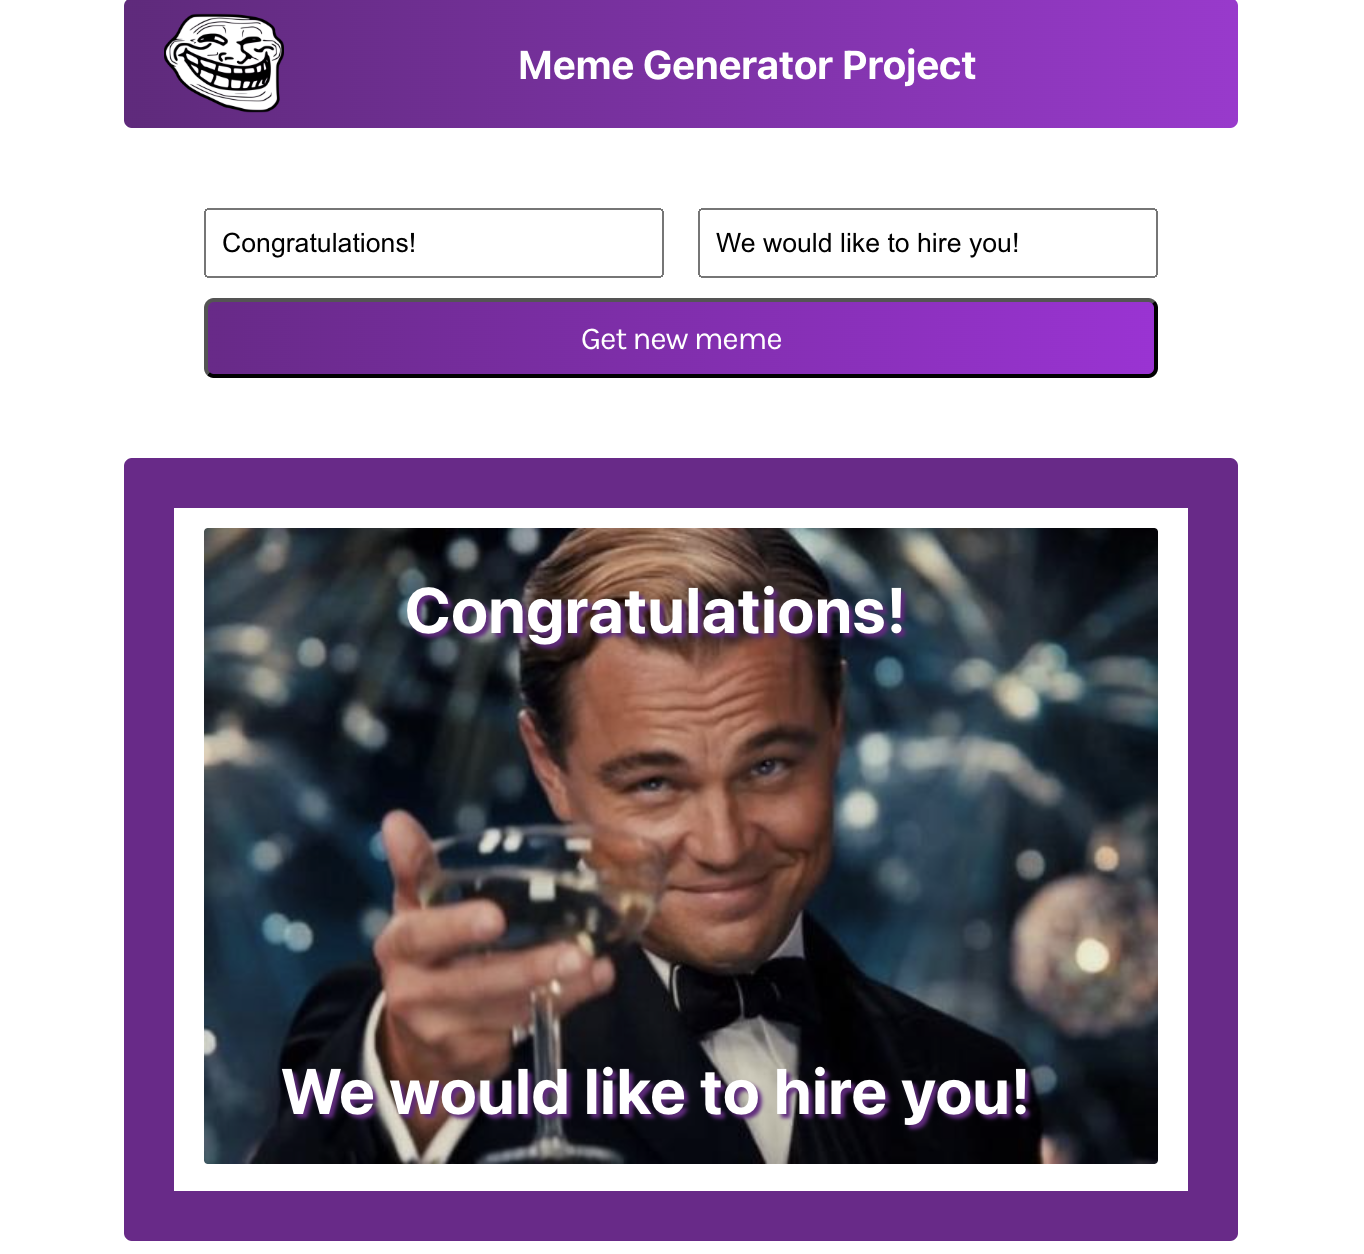 Meme Generator Project
Congratulations!
We would like to hire you!
Get new meme
Congratulations!
We would like to hire you!